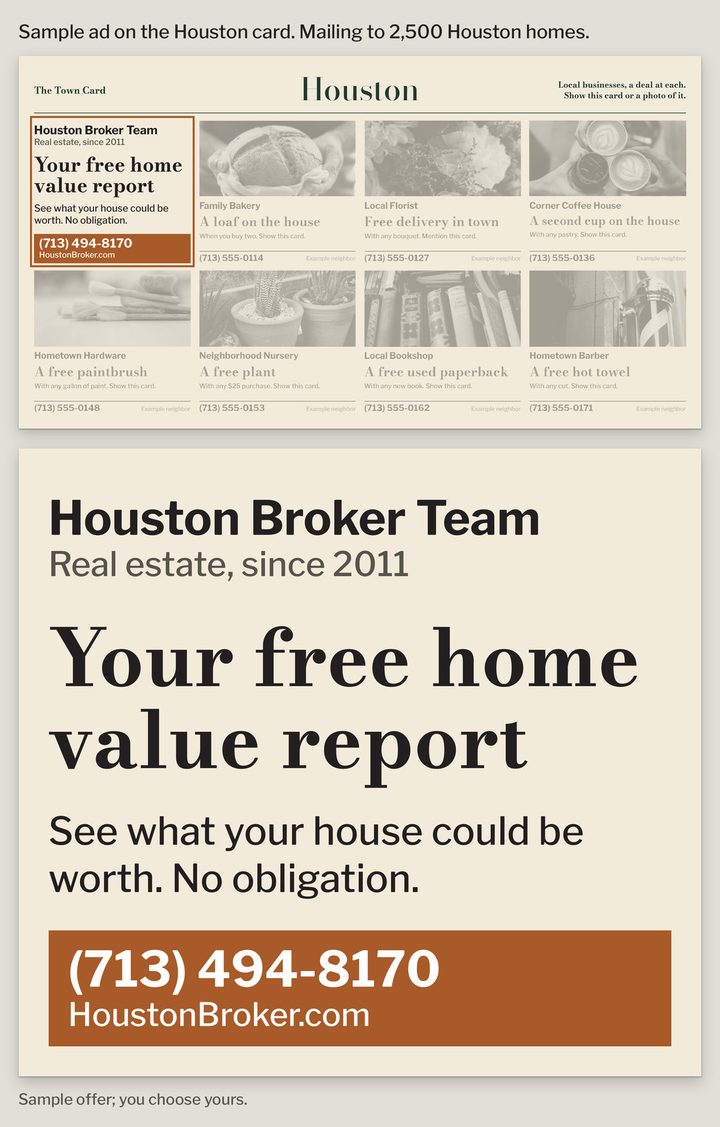 Sample ad on the Houston card. Mailing to 2,500 Houston homes.
The Town Card
Houston
Local businesses, a deal at each.
Show this card or a photo of it.
Houston Broker Team
Real estate, since 2011
Your free home
value report
See what your house could be
worth. No obligation.
(713) 494-8170
HoustonBroker.com
Family Bakery
A loaf on the house
When you buy two. Show this card.
(713) 555-0114
Example neighbor
Local Florist
Free delivery in town
With any bouquet. Mention this card.
(713) 555-0127
Example neighbor
Corner Coffee House
A second cup on the house
With any pastry. Show this card.
(713) 555-0136
Example neighbor
Hometown Hardware
A free paintbrush
With any gallon of paint. Show this card.
(713) 555-0148
Example neighbor
Neighborhood Nursery
A free plant
With any $25 purchase. Show this card.
(713) 555-0153
Example neighbor
Local Bookshop
A free used paperback
With any new book. Show this card.
(713) 555-0162
Example neighbor
Hometown Barber
A free hot towel
With any cut. Show this card.
(713) 555-0171
Example neighbor
Houston Broker Team
Real estate, since 2011
Your free home
value report
See what your house could be
worth. No obligation.
(713) 494-8170
HoustonBroker.com
Sample offer; you choose yours.